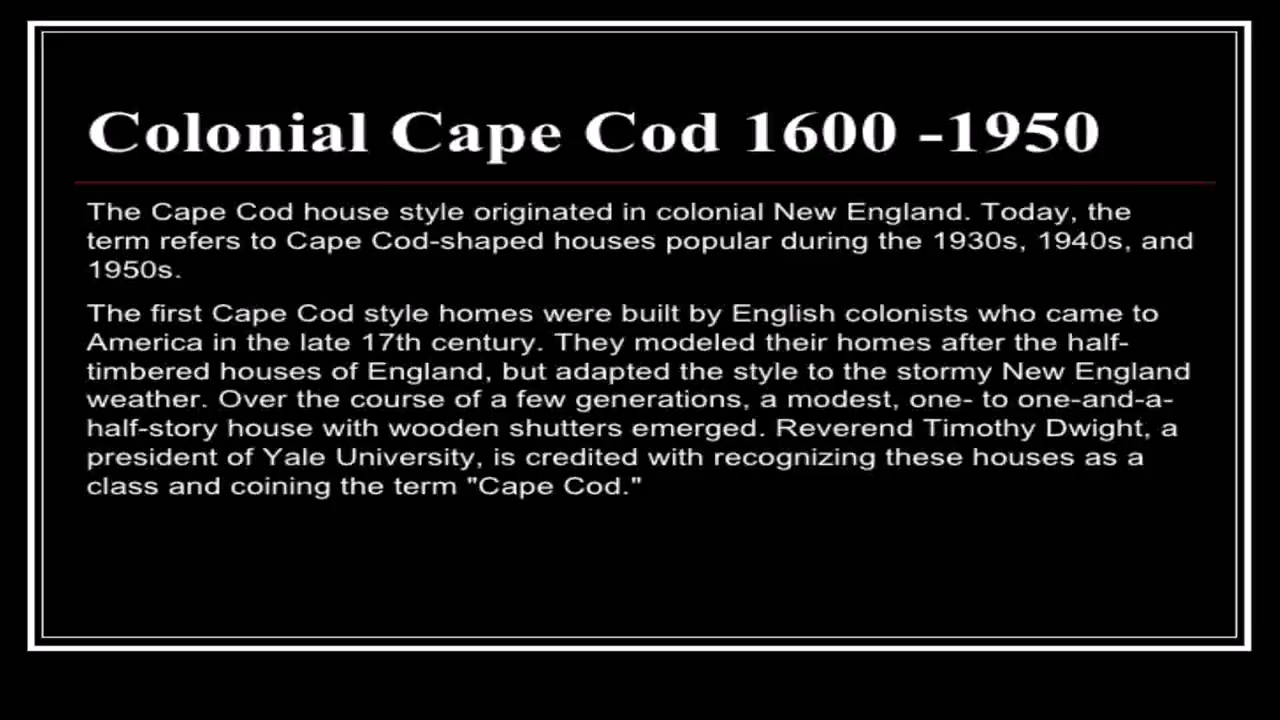 Colonial Cape Cod 1600 -1950
The Cape Cod house style originated in colonial New England. Today, the
term refers to Cape Cod-shaped houses popular during the 1930s, 1940s, and
1950s.
The first Cape Cod style homes were built by English colonists who came to
America in the late 17th century. They modeled their homes after the half-
timbered houses of England, but adapted the style to the stormy New England
weather. Over the course of a few generations, a modest, one- to one-and-a-
half-story house with wooden shutters emerged. Reverend Timothy Dwight, a
president of Yale University, is credited with recognizing these houses as a
class and coining the term "Cape Cod."